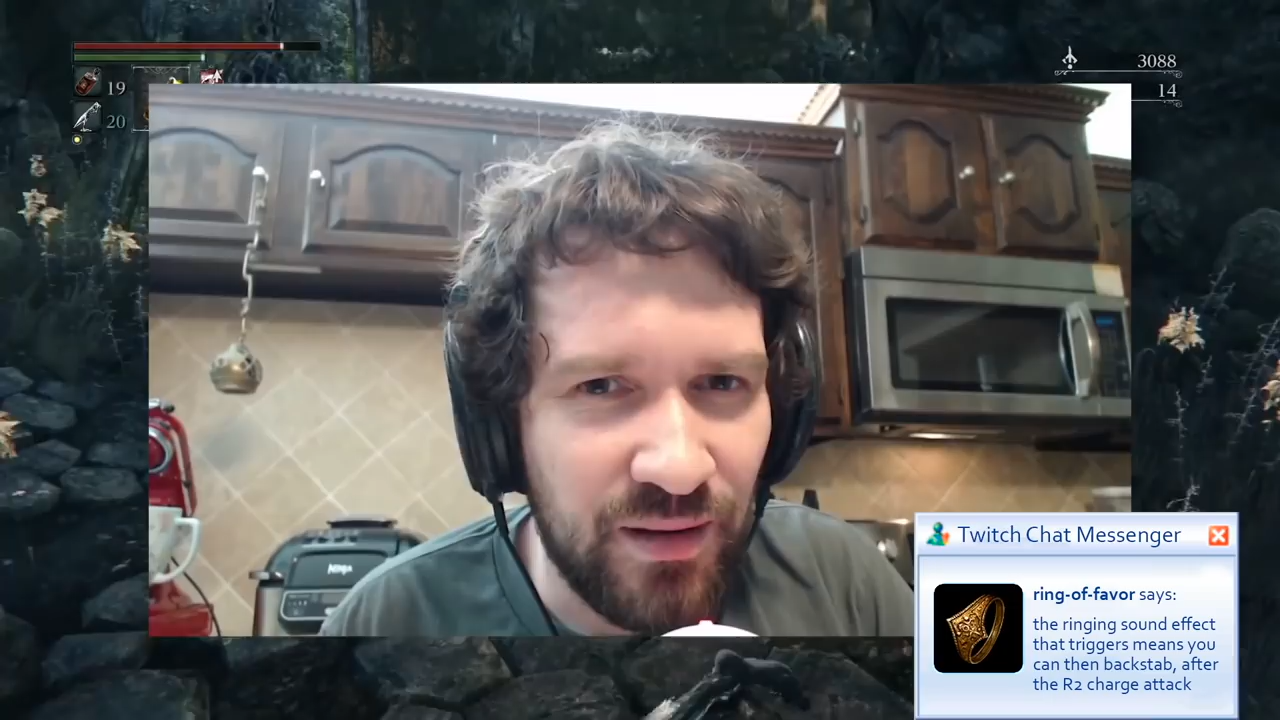 3088
19
14
20
NINJA
Twitch Chat Messenger
ring-of-favor says:
the ringing sound effect
that triggers means you
can then backstab, after
the R2 charge attack